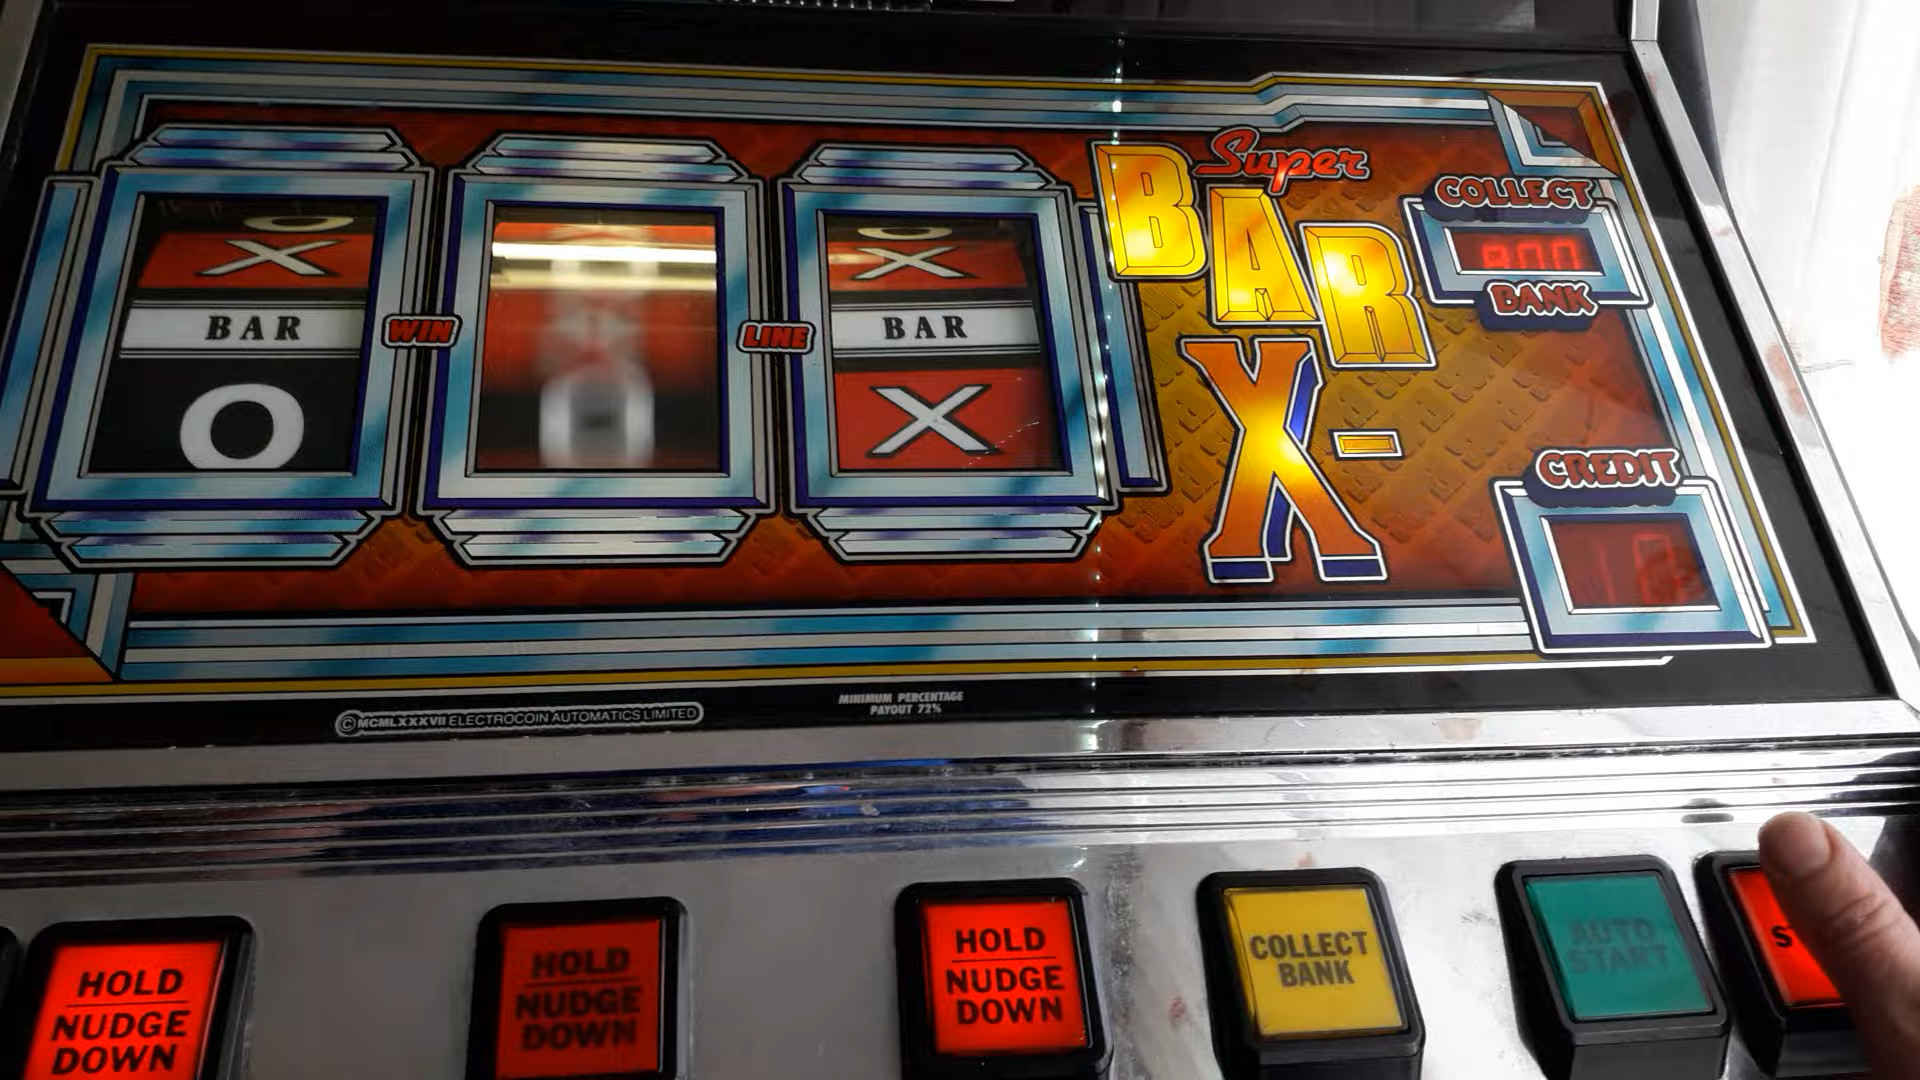 Super
BAR
X-
COLLECT
900
BANK
X
X
BAR
WIN
LINE
BAR
O
X
CREDIT
MINIMUM PERCENTAGE
PAYOUT 72%
©MCMLXXXVII ELECTROCOIN AUTOMATICS LIMITED
HOLD
NUDGE
DOWN
HOLD
NUDGE
DOWN
HOLD
NUDGE
DOWN
COLLECT
BANK
AUTO
START